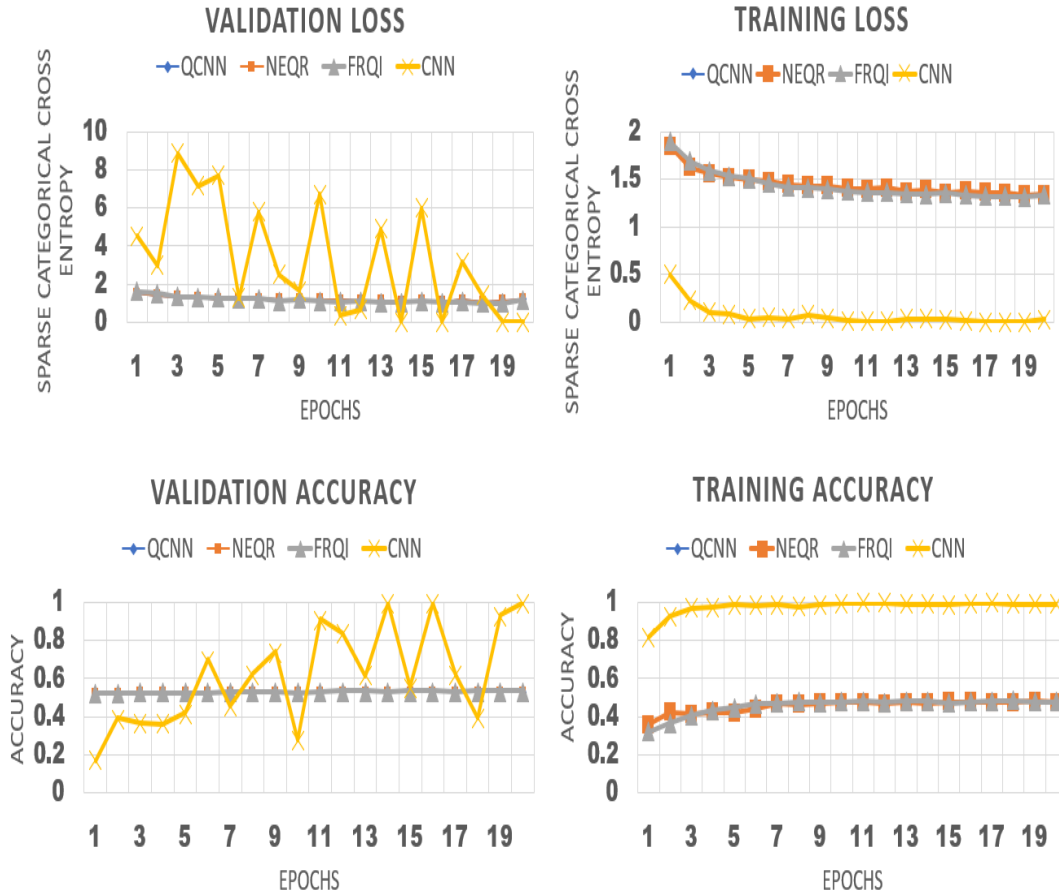 VALIDATION LOSS
QCNN NEQR FRQI CNN
SPARSE CATEGORICAL CROSS
ENTROPY
10
8
6
4
2
0
1 3 5 7 9 11 13 15 17 19
EPOCHS
TRAINING LOSS
QCNN NEQR FRQI CNN
SPARSE CATEGORICAL CROSS
ENTROPY
2
1.5
1
0.5
0
1 3 5 7 9 11 13 15 17 19
EPOCHS
VALIDATION ACCURACY
QCNN NEQR FRQI CNN
ACCURACY
1
0.8
0.6
0.4
0.2
0
1 3 5 7 9 11 13 15 17 19
EPOCHS
TRAINING ACCURACY
QCNN NEQR FRQI CNN
ACCURACY
1
0.8
0.6
0.4
0.2
0
1 3 5 7 9 11 13 15 17 19
EPOCHS